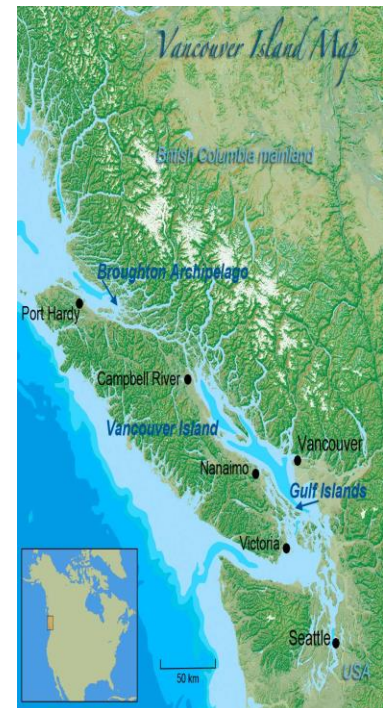 Vancouver Island Map
British Columbia mainland
Broughton Archipelago
Port Hardy
Campbell River
Vancouver Island
Vancouver
Nanaimo
Gulf Islands
Victoria
Seattle
50 km
USA